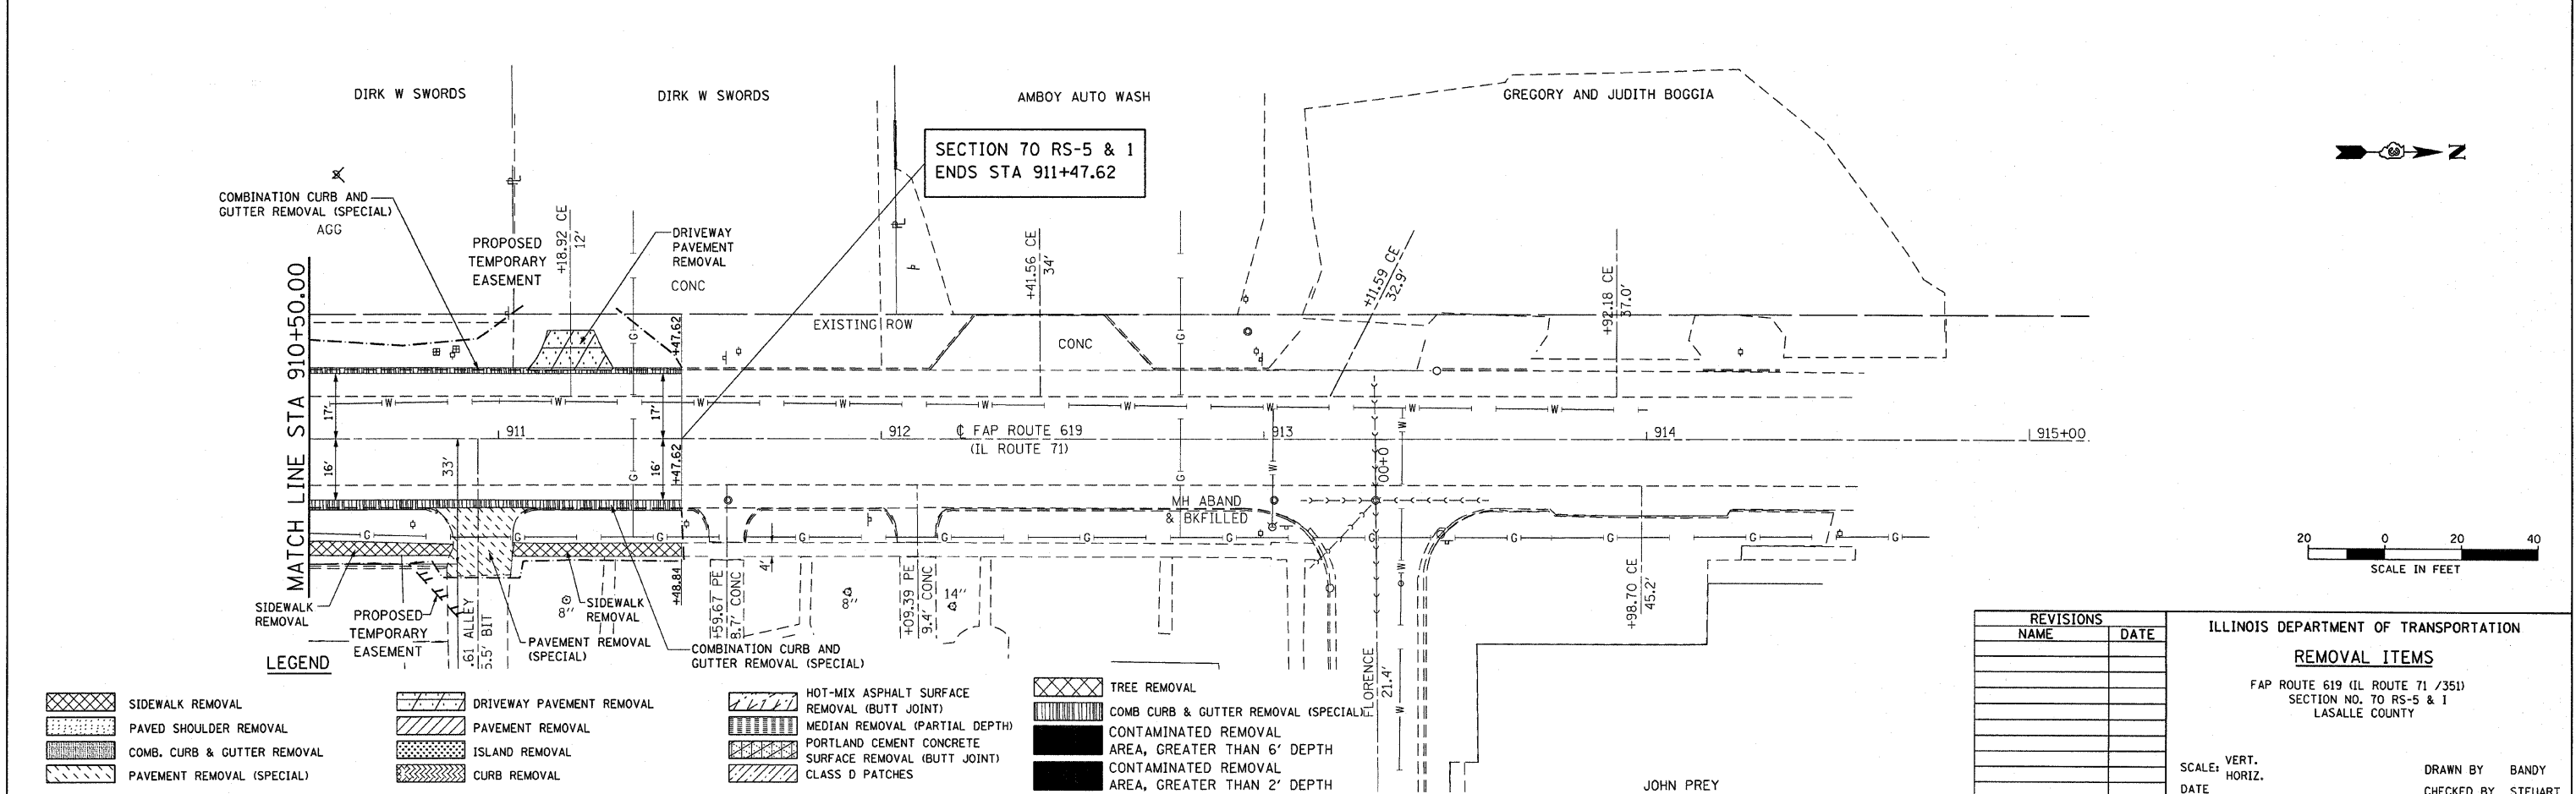 DIRK W SWORDS
DIRK W SWORDS
AMBOY AUTO WASH
GREGORY AND JUDITH BOGGIA
SECTION 70 RS-5 & 1
ENDS STA 911+47.62
N
COMBINATION CURB AND
GUTTER REMOVAL (SPECIAL)
AGG
PROPOSED
TEMPORARY
EASEMENT
+18.92 CE
12'
DRIVEWAY
PAVEMENT
REMOVAL
CONC
+41.56 CE
34'
+11.59 CE
32.9'
+92.18 CE
37.0'
MATCH LINE STA 910+50.00
+47.62
EXISTING ROW
CONC
G
G
17'
17'
W
W
W
W
W
W
W
W
W
911
912
℄ FAP ROUTE 619
(IL ROUTE 71)
913
914
915+00
16'
33'
16'
+47.62
G
G
W
W
0+00
MH ABAND
& BKFILLED
G
G
G
G
G
G
G
G
G
G
G
G
4'
W
20
0
20
40
SCALE IN FEET
SIDEWALK
REMOVAL
PROPOSED
TEMPORARY
EASEMENT
.61 ALLEY
5.5' BIT
8"
SIDEWALK
REMOVAL
+48.84
PAVEMENT REMOVAL
(SPECIAL)
+59.67 PE
8.7' CONC
COMBINATION CURB AND
GUTTER REMOVAL (SPECIAL)
8"
+09.39 PE
9.4' CONC
14"
+98.70 CE
45.2'
FLORENCE
21.4'
W
LEGEND
SIDEWALK REMOVAL
PAVED SHOULDER REMOVAL
COMB. CURB & GUTTER REMOVAL
PAVEMENT REMOVAL (SPECIAL)
DRIVEWAY PAVEMENT REMOVAL
PAVEMENT REMOVAL
ISLAND REMOVAL
CURB REMOVAL
HOT-MIX ASPHALT SURFACE
REMOVAL (BUTT JOINT)
MEDIAN REMOVAL (PARTIAL DEPTH)
PORTLAND CEMENT CONCRETE
SURFACE REMOVAL (BUTT JOINT)
CLASS D PATCHES
TREE REMOVAL
COMB CURB & GUTTER REMOVAL (SPECIAL)
CONTAMINATED REMOVAL
AREA, GREATER THAN 6' DEPTH
CONTAMINATED REMOVAL
AREA, GREATER THAN 2' DEPTH
JOHN PREY
REVISIONS
NAME
DATE
ILLINOIS DEPARTMENT OF TRANSPORTATION
REMOVAL ITEMS
FAP ROUTE 619 (IL ROUTE 71 /351)
SECTION NO. 70 RS-5 & 1
LASALLE COUNTY
SCALE: VERT.
HORIZ.
DATE
DRAWN BY BANDY
CHECKED BY STEUART